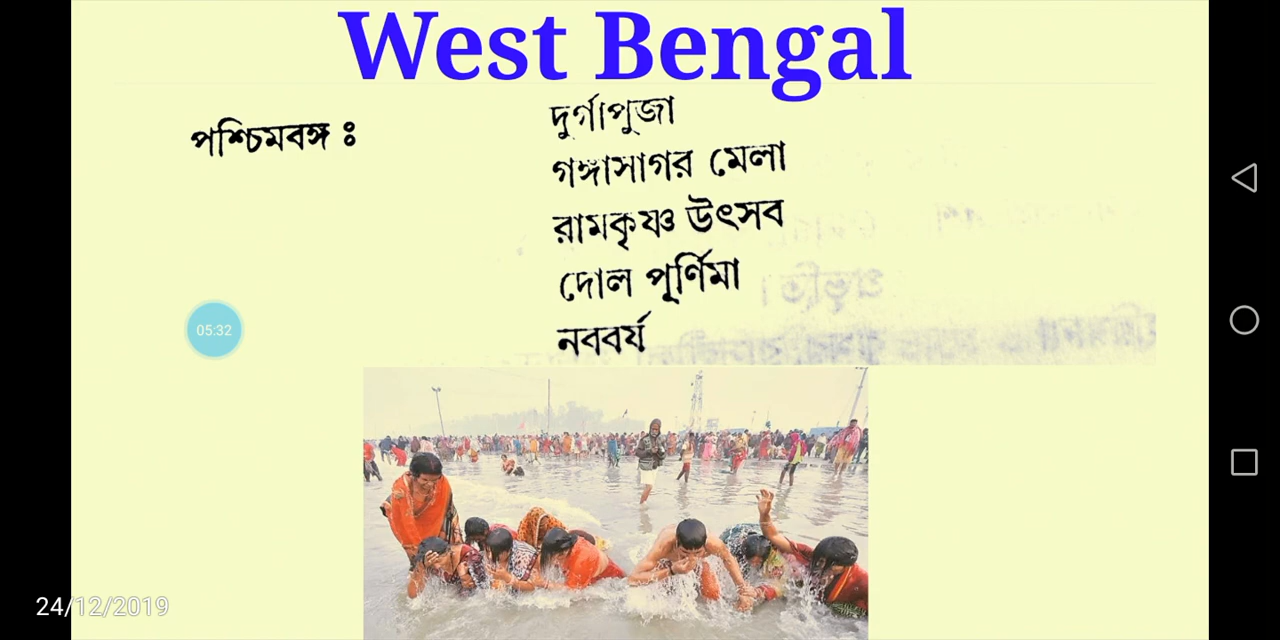 West Bengal
পশ্চিমবঙ্গ ঃ
দুর্গাপুজা
গঙ্গাসাগর মেলা
রামকৃষ্ণ উৎসব
দোল পূর্ণিমা
নববর্য
05:32
24/12/2019